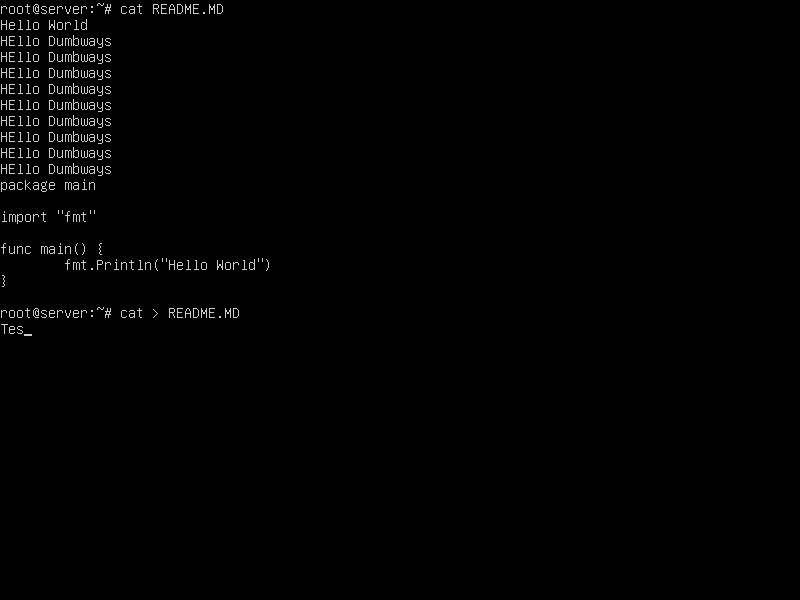 root@server:~# cat README.MD
Hello World
HEllo Dumbways
HEllo Dumbways
HEllo Dumbways
HEllo Dumbways
HEllo Dumbways
HEllo Dumbways
HEllo Dumbways
HEllo Dumbways
HEllo Dumbways
package main

import "fmt"

func main() {
        fmt.Println("Hello World")
}

root@server:~# cat > README.MD
Tes_